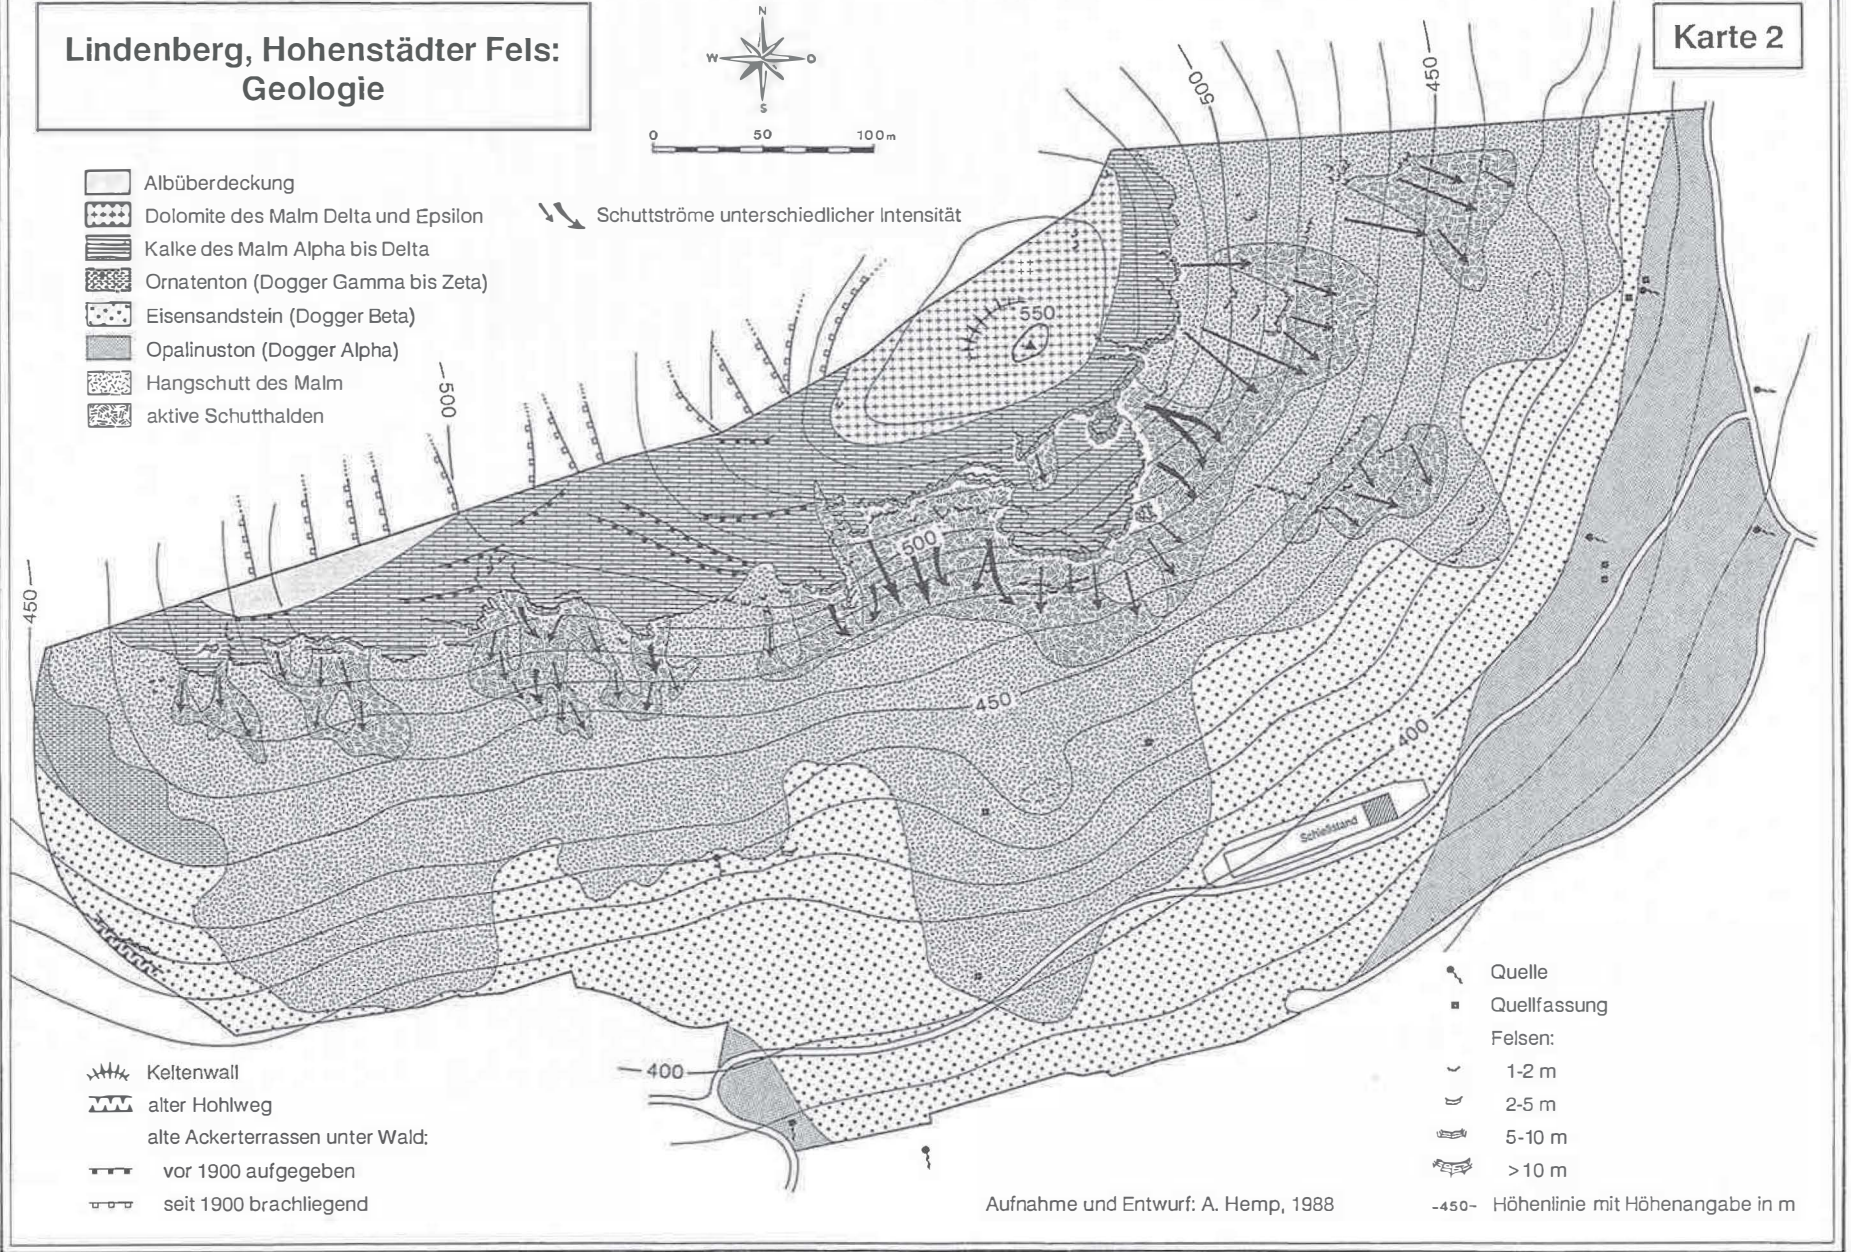 Lindenberg, Hohenstädter Fels:
Geologie
N
W
O
S
0 50 100 m
Karte 2
Albüberdeckung
Dolomite des Malm Delta und Epsilon
Kalke des Malm Alpha bis Delta
Ornatenton (Dogger Gamma bis Zeta)
Eisensandstein (Dogger Beta)
Opalinuston (Dogger Alpha)
Hangschutt des Malm
aktive Schutthalden
Schuttströme unterschiedlicher Intensität
500
450
550
500
450
500
450
400
Schießstand
400
Keltenwall
alter Hohlweg
alte Ackerterrassen unter Wald:
vor 1900 aufgegeben
seit 1900 brachliegend
Quelle
Quellfassung
Felsen:
1-2 m
2-5 m
5-10 m
>10 m
-450- Höhenlinie mit Höhenangabe in m
Aufnahme und Entwurf: A. Hemp, 1988